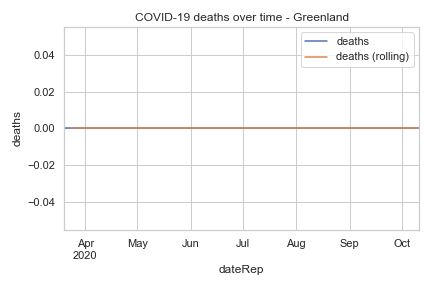 COVID-19 deaths over time - Greenland
deaths
deaths (rolling)
0.04
0.02
0.00
−0.02
−0.04
deaths
Apr May Jun Jul Aug Sep Oct
2020
dateRep